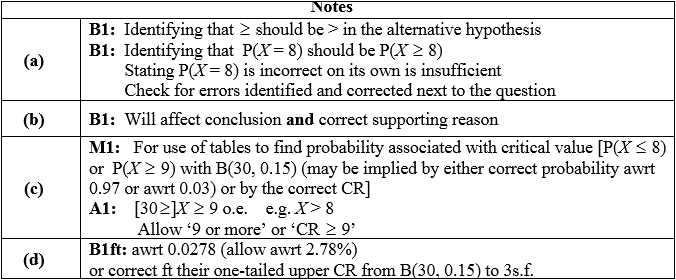 Notes
(a)
B1: Identifying that ≥ should be > in the alternative hypothesis
B1: Identifying that P(X = 8) should be P(X ≥ 8)
Stating P(X = 8) is incorrect on its own is insufficient
Check for errors identified and corrected next to the question
(b)
B1: Will affect conclusion and correct supporting reason
(c)
M1: For use of tables to find probability associated with critical value [P(X ≤ 8)
or P(X ≥ 9) with B(30, 0.15) (may be implied by either correct probability awrt
0.97 or awrt 0.03) or by the correct CR]
A1: [30≥]X ≥ 9 o.e. e.g. X > 8
Allow ‘9 or more’ or ‘CR ≥ 9’
(d)
B1ft: awrt 0.0278 (allow awrt 2.78%)
or correct ft their one-tailed upper CR from B(30, 0.15) to 3s.f.